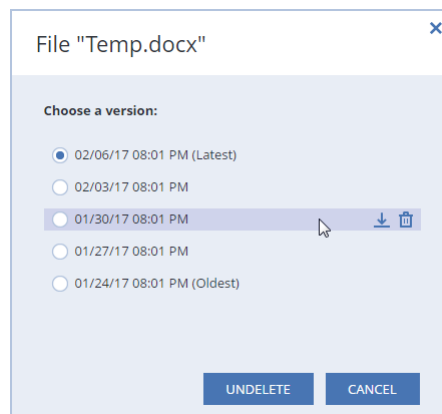 File "Temp.docx"
Choose a version:
02/06/17 08:01 PM (Latest)
02/03/17 08:01 PM
01/30/17 08:01 PM
01/27/17 08:01 PM
01/24/17 08:01 PM (Oldest)
UNDELETE CANCEL